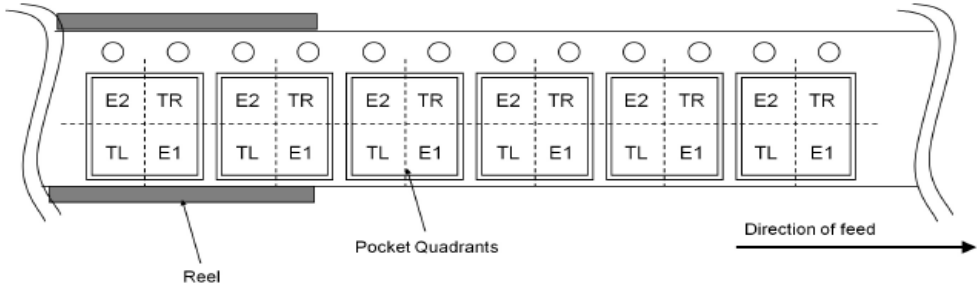 E2 TR E2 TR E2 TR E2 TR E2 TR E2 TR
TL E1 TL E1 TL E1 TL E1 TL E1 TL E1
Direction of feed
Pocket Quadrants
Reel